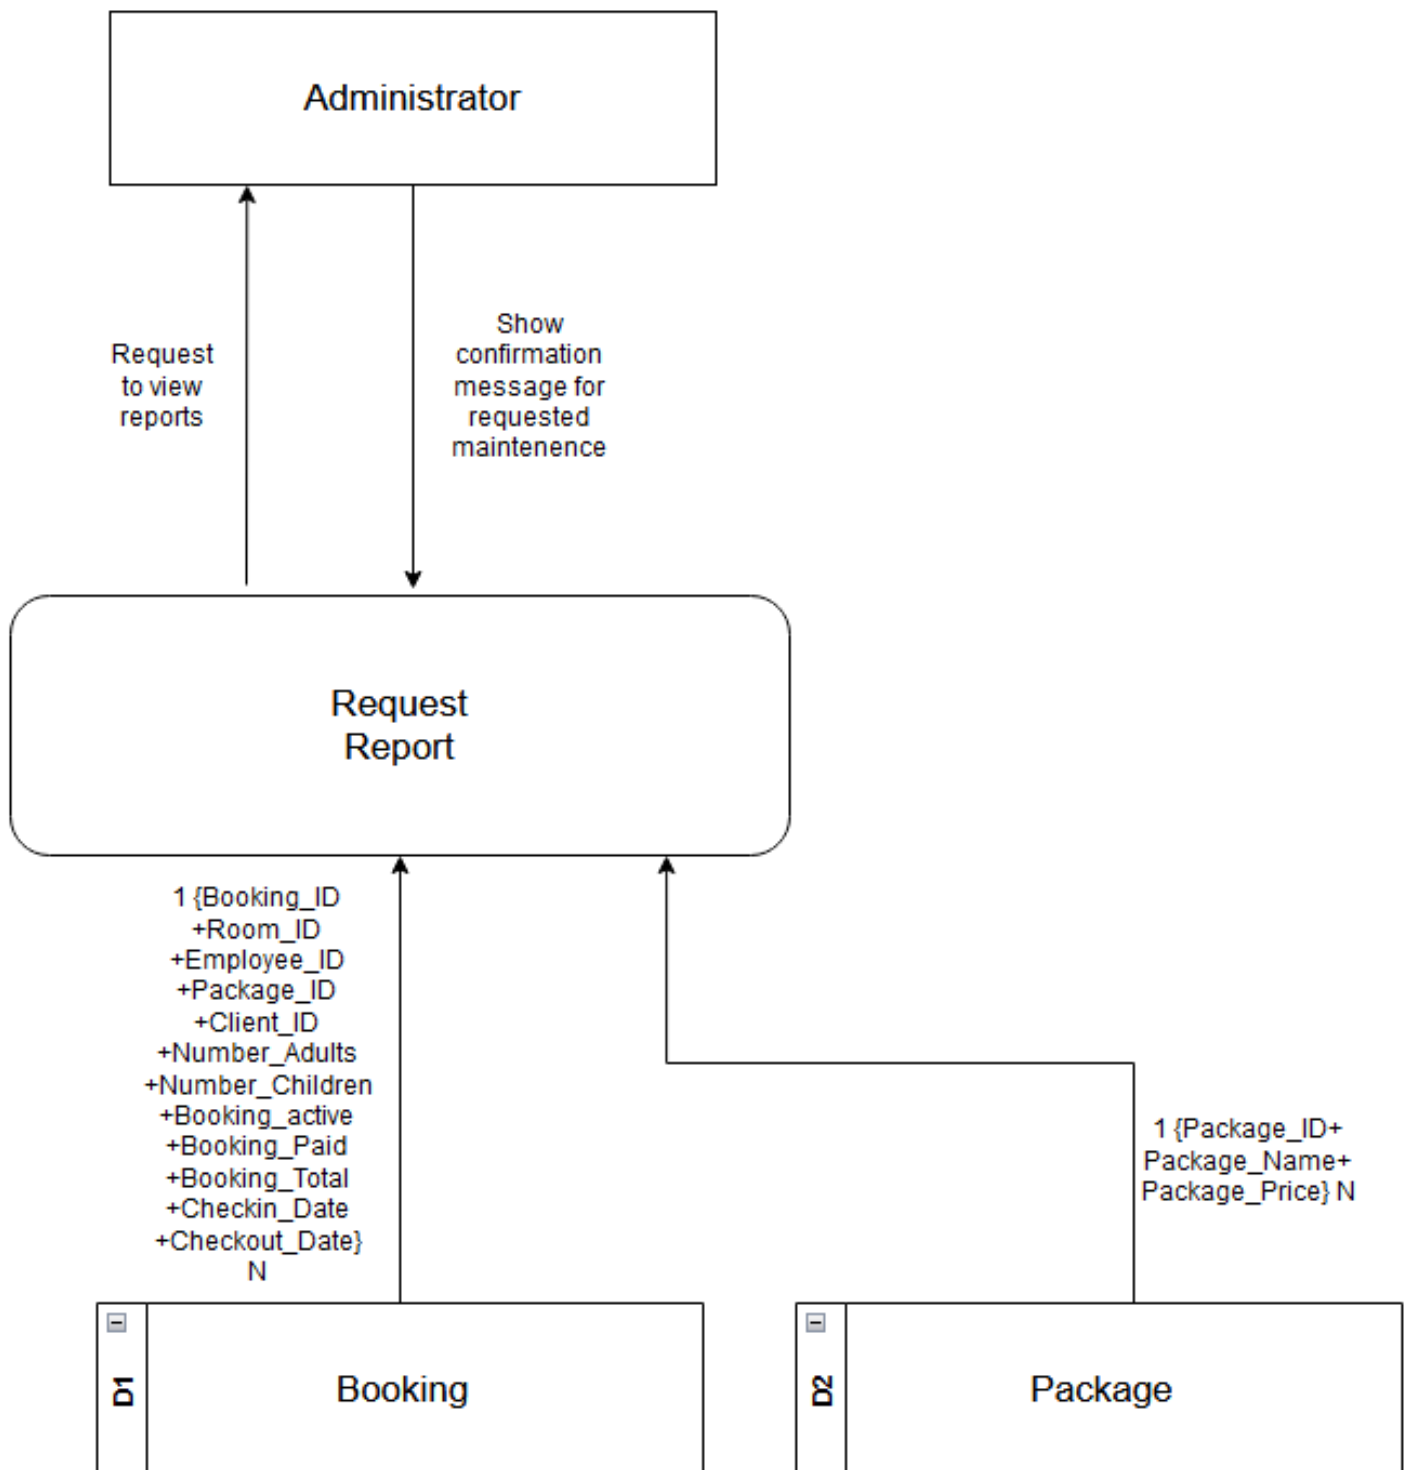 Administrator
Request
to view
reports
Show
confirmation
message for
requested
maintenence
Request
Report
1 {Booking_ID
+Room_ID
+Employee_ID
+Package_ID
+Client_ID
+Number_Adults
+Number_Children
+Booking_active
+Booking_Paid
+Booking_Total
+Checkin_Date
+Checkout_Date}
N
1 {Package_ID+
Package_Name+
Package_Price} N
D1
Booking
D2
Package